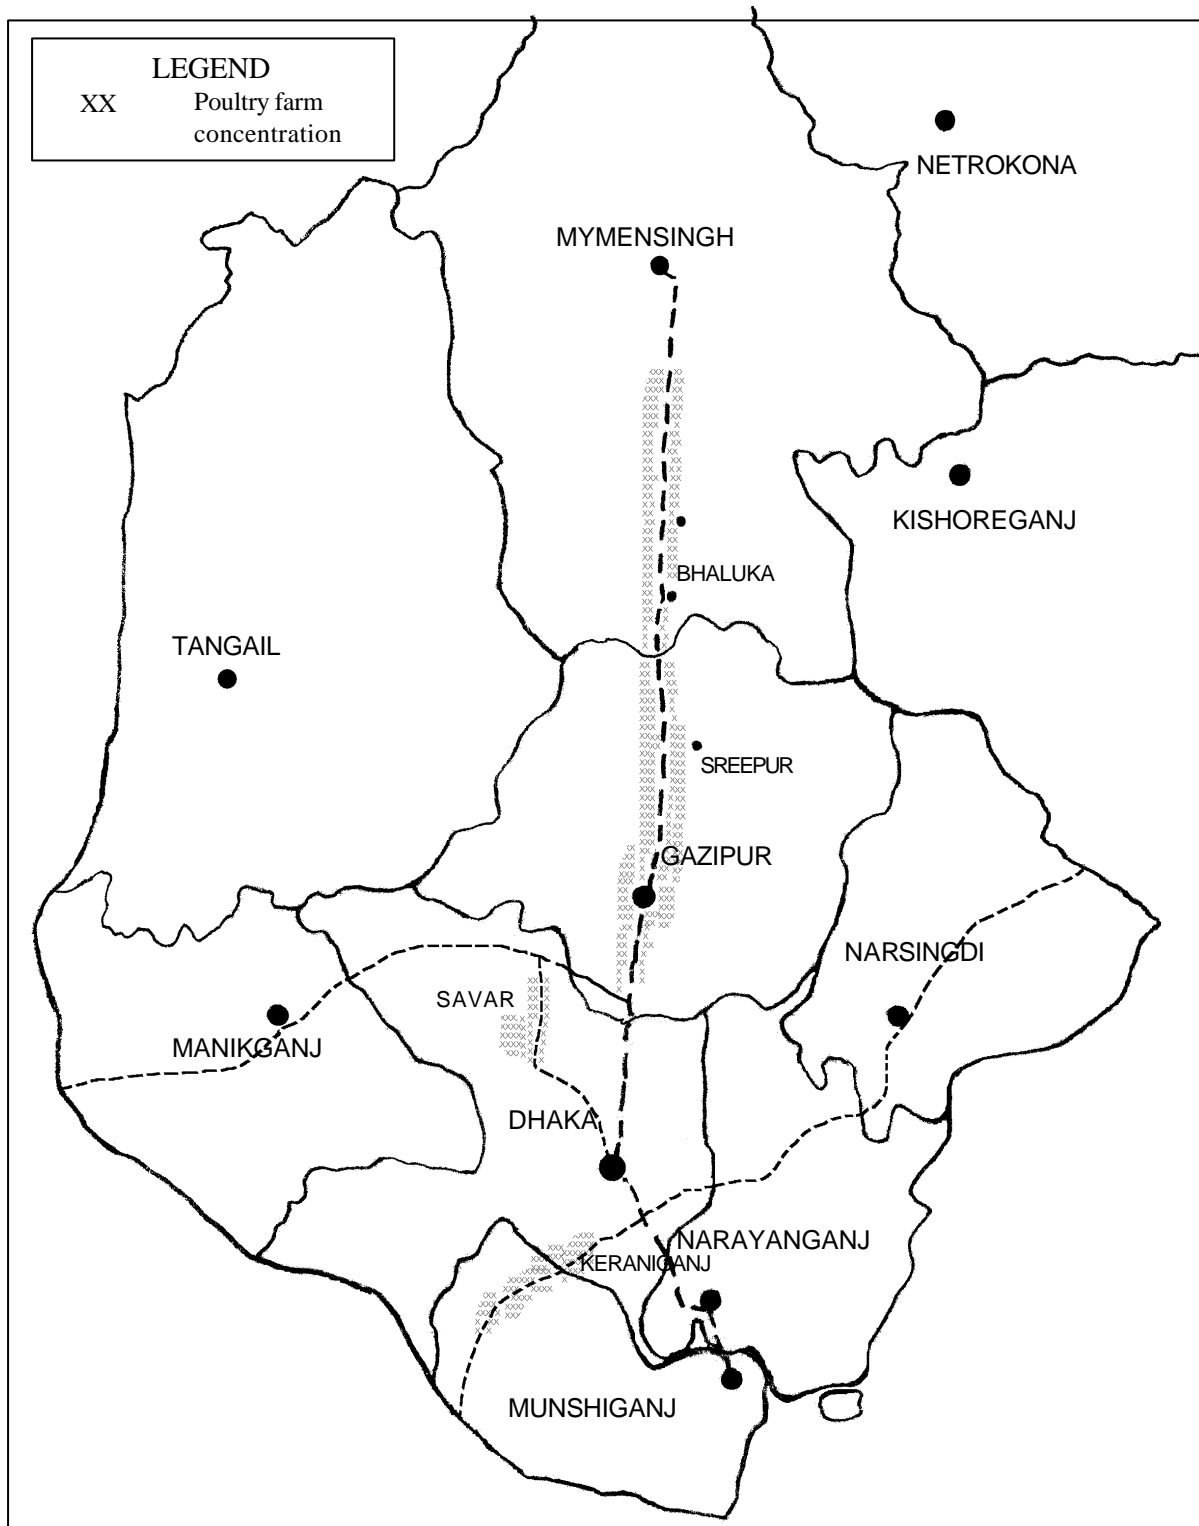 LEGEND
XX Poultry farm
concentration
NETROKONA
MYMENSINGH
KISHOREGANJ
BHALUKA
TANGAIL
SREEPUR
GAZIPUR
NARSINGDI
SAVAR
MANIKGANJ
DHAKA
NARAYANGANJ
KERANIGANJ
MUNSHIGANJ